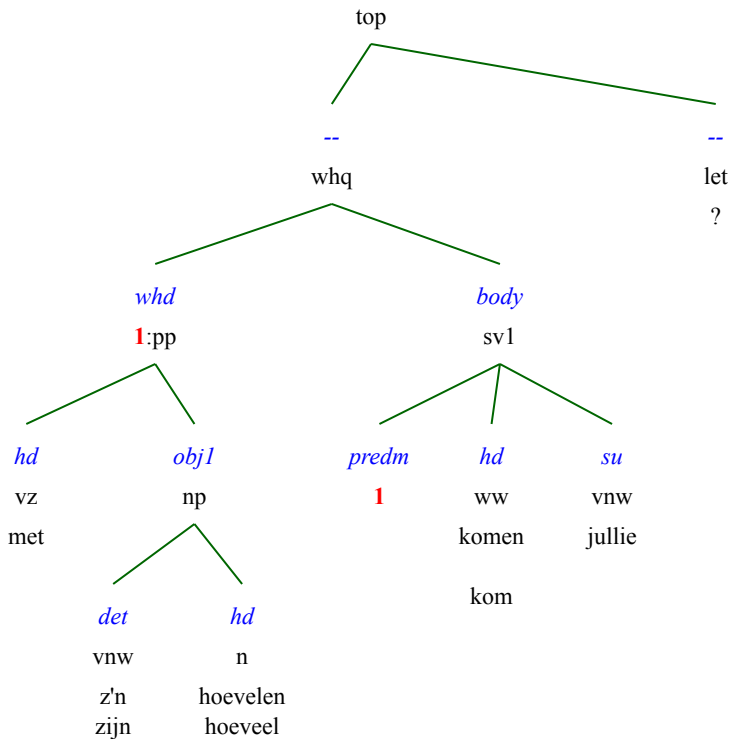 top
-- --
whq let
?
whd body
1:pp sv1
hd obj1 predm hd su
vz np 1 ww vnw
met komen jullie
kom
det hd
vnw n
z'n hoevelen
zijn hoeveel